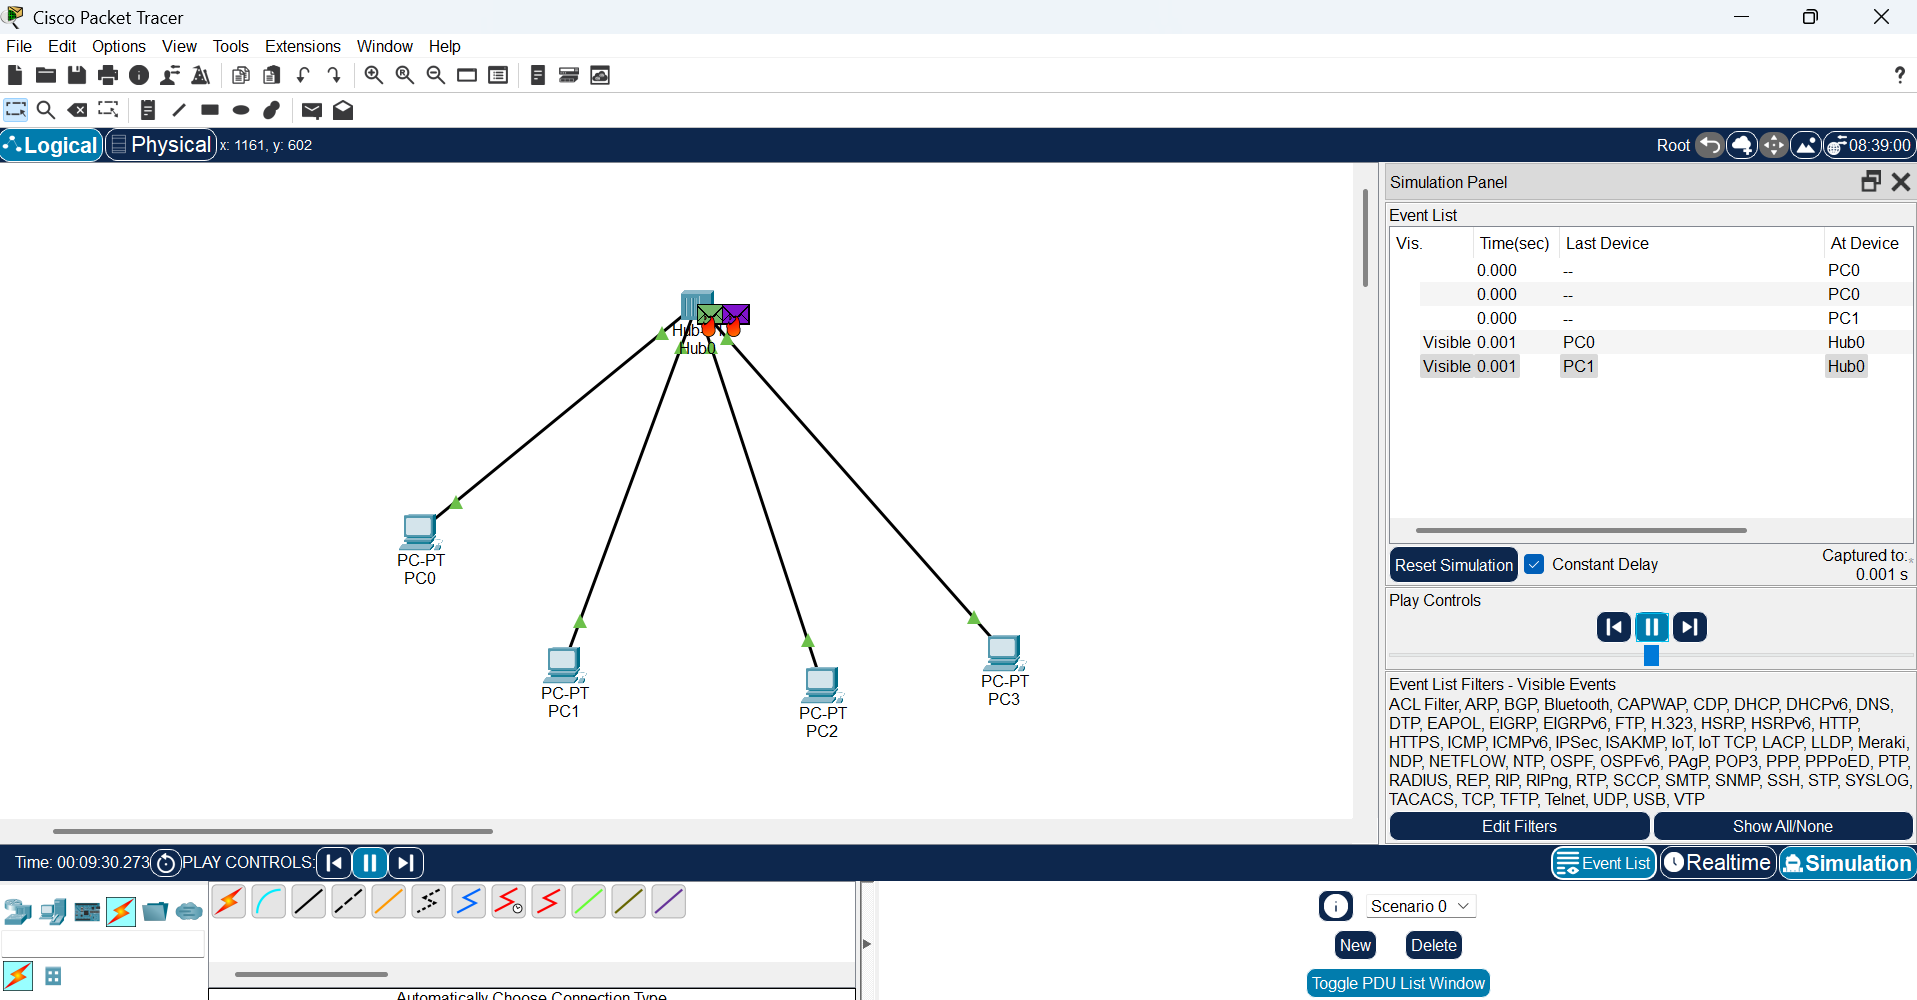 Cisco Packet Tracer
File Edit Options View Tools Extensions Window Help
?
Logical Physical x: 1161, y: 602 Root 08:39:00
Simulation Panel
Event List
Vis. Time(sec) Last Device At Device
0.000 -- PC0
0.000 -- PC0
0.000 -- PC1
Visible 0.001 PC0 Hub0
Visible 0.001 PC1 Hub0
Hub-
Hub0
PC-PT
PC0
PC-PT
PC1
PC-PT
PC2
PC-PT
PC3
Reset Simulation Constant Delay Captured to:*
0.001 s
Play Controls
Event List Filters - Visible Events
ACL Filter, ARP, BGP, Bluetooth, CAPWAP, CDP, DHCP, DHCPv6, DNS,
DTP, EAPOL, EIGRP, EIGRPv6, FTP, H.323, HSRP, HSRPv6, HTTP,
HTTPS, ICMP, ICMPv6, IPSec, ISAKMP, IoT, IoT TCP, LACP, LLDP, Meraki,
NDP, NETFLOW, NTP, OSPF, OSPFv6, PAgP, POP3, PPP, PPPoED, PTP,
RADIUS, REP, RIP, RIPng, RTP, SCCP, SMTP, SNMP, SSH, STP, SYSLOG,
TACACS, TCP, TFTP, Telnet, UDP, USB, VTP
Edit Filters Show All/None
Time: 00:09:30.273 PLAY CONTROLS: Event List Realtime Simulation
Scenario 0
New Delete
Toggle PDU List Window
Automatically Choose Connection Type